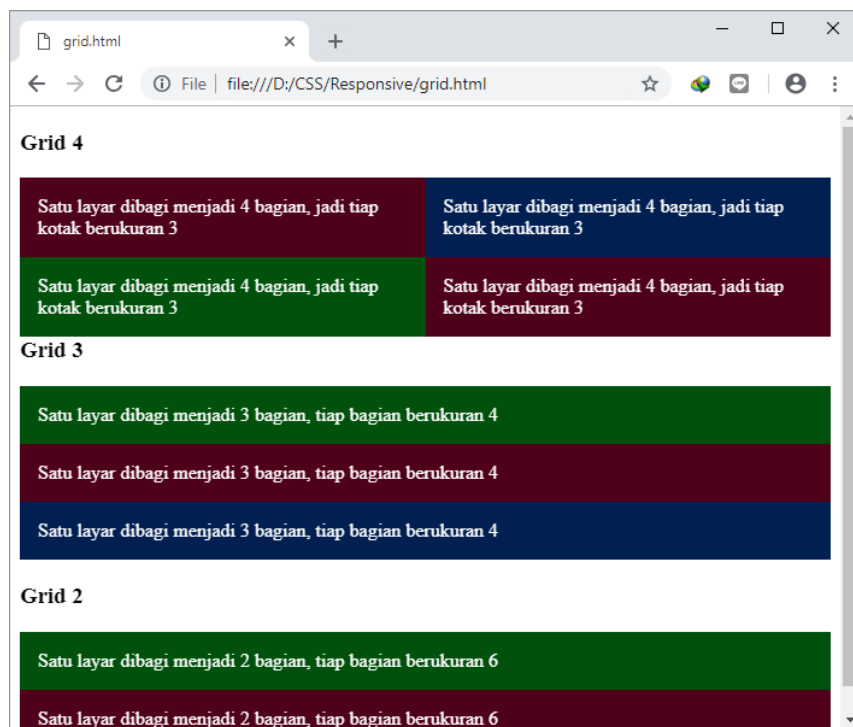 grid.html
File | file:///D:/CSS/Responsive/grid.html
Grid 4
Satu layar dibagi menjadi 4 bagian, jadi tiap
kotak berukuran 3
Satu layar dibagi menjadi 4 bagian, jadi tiap
kotak berukuran 3
Satu layar dibagi menjadi 4 bagian, jadi tiap
kotak berukuran 3
Satu layar dibagi menjadi 4 bagian, jadi tiap
kotak berukuran 3
Grid 3
Satu layar dibagi menjadi 3 bagian, tiap bagian berukuran 4
Satu layar dibagi menjadi 3 bagian, tiap bagian berukuran 4
Satu layar dibagi menjadi 3 bagian, tiap bagian berukuran 4
Grid 2
Satu layar dibagi menjadi 2 bagian, tiap bagian berukuran 6
Satu layar dibagi menjadi 2 bagian, tiap bagian berukuran 6